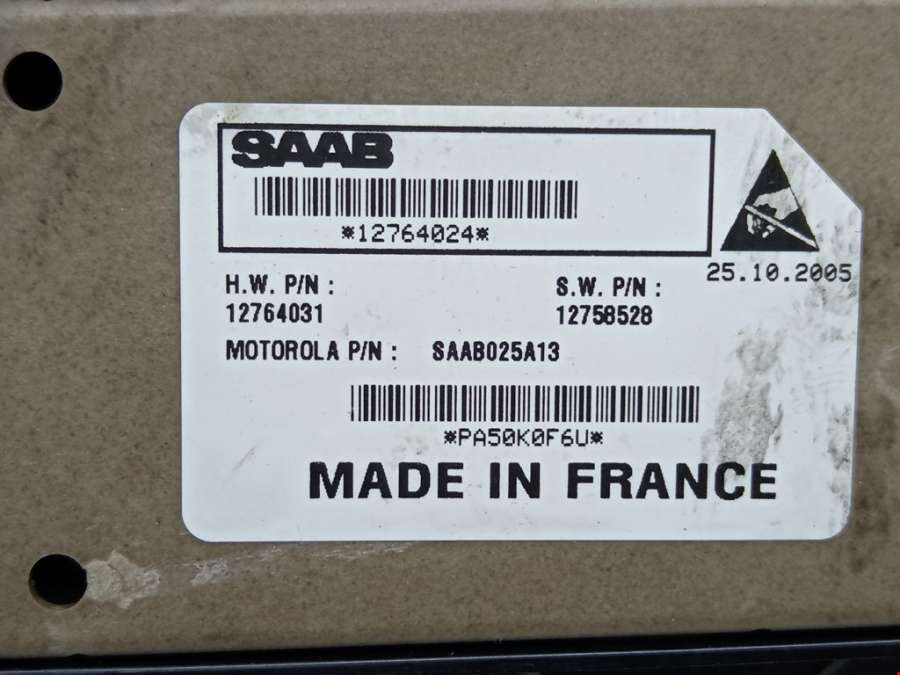 SAAB
*12764024*
25.10.2005
H.W. P/N : S.W. P/N :
12764031 12758528
MOTOROLA P/N : SAAB025A13
*PA50K0F6U*
MADE IN FRANCE